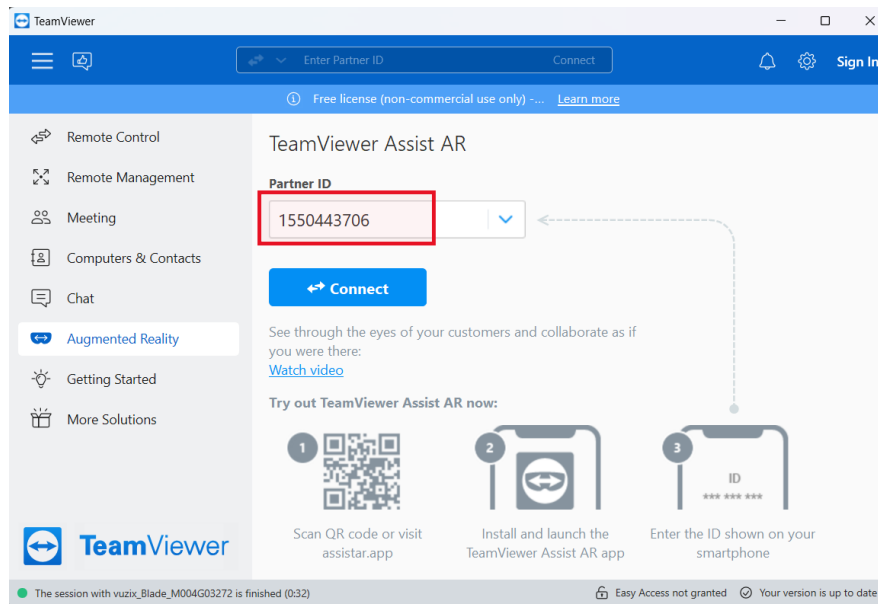 TeamViewer
Enter Partner ID Connect
Sign In
Free license (non-commercial use only) -... Learn more
Remote Control
Remote Management
Meeting
Computers & Contacts
Chat
Augmented Reality
Getting Started
More Solutions
TeamViewer
TeamViewer Assist AR
Partner ID
1550443706
Connect
See through the eyes of your customers and collaborate as if
you were there:
Watch video
Try out TeamViewer Assist AR now:
1
Scan QR code or visit
assistar.app
2
Install and launch the
TeamViewer Assist AR app
3
ID
*** *** ***
Enter the ID shown on your
smartphone
The session with vuzix_Blade_M004G03272 is finished (0:32)
Easy Access not granted
Your version is up to date